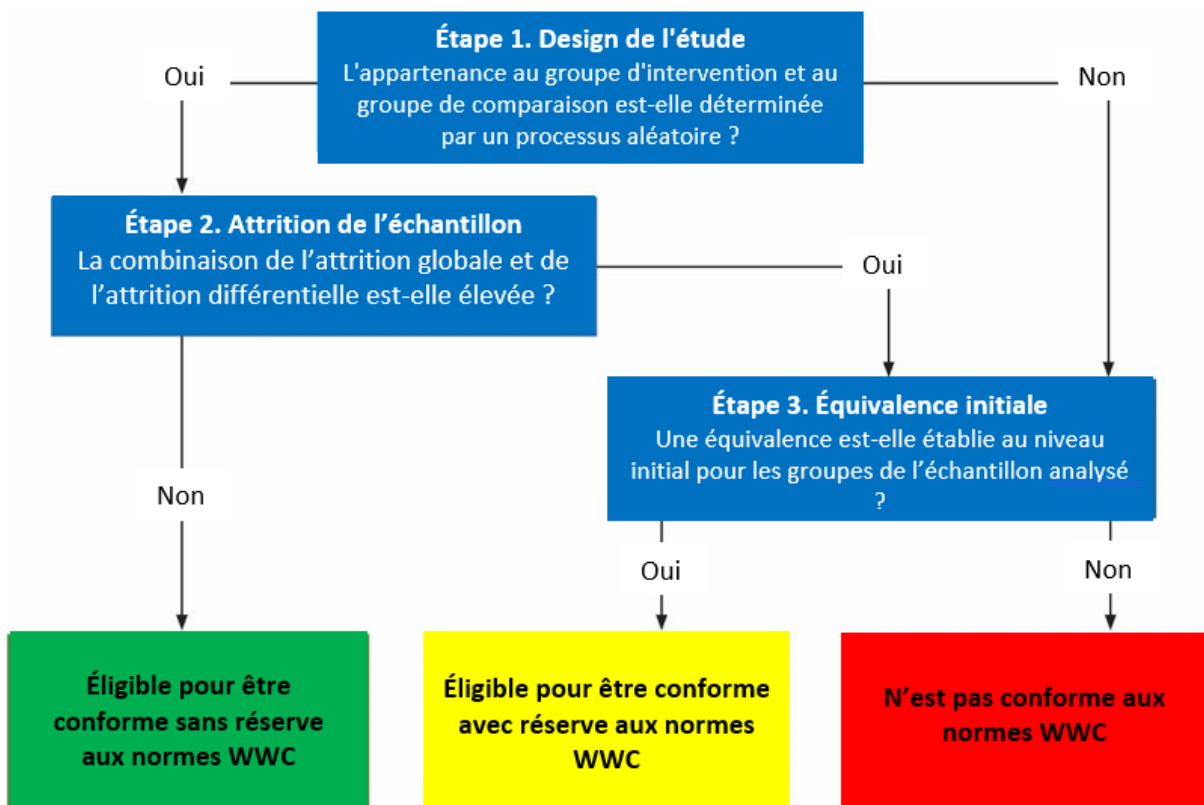 Étape 1. Design de l'étude
L'appartenance au groupe d'intervention et au
groupe de comparaison est-elle déterminée
par un processus aléatoire ?
Oui
Non
Étape 2. Attrition de l’échantillon
La combinaison de l’attrition globale et de
l’attrition différentielle est-elle élevée ?
Oui
Étape 3. Équivalence initiale
Une équivalence est-elle établie au niveau
initial pour les groupes de l’échantillon analysé
?
Non
Oui
Non
Éligible pour être
conforme sans réserve
aux normes WWC
Éligible pour être conforme
avec réserve aux normes
WWC
N’est pas conforme aux
normes WWC